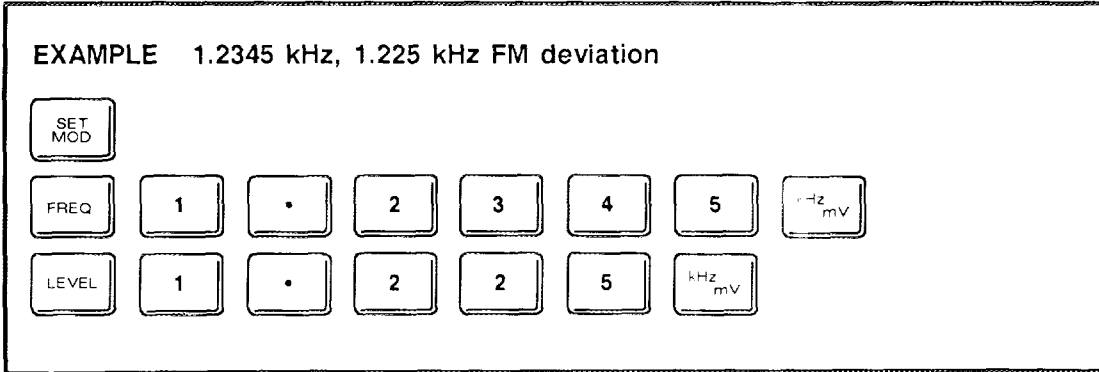 EXAMPLE 1.2345 kHz, 1.225 kHz FM deviation
SET
MOD
FREQ 1 . 2 3 4 5 Hz mV
LEVEL 1 . 2 2 5 kHz mV